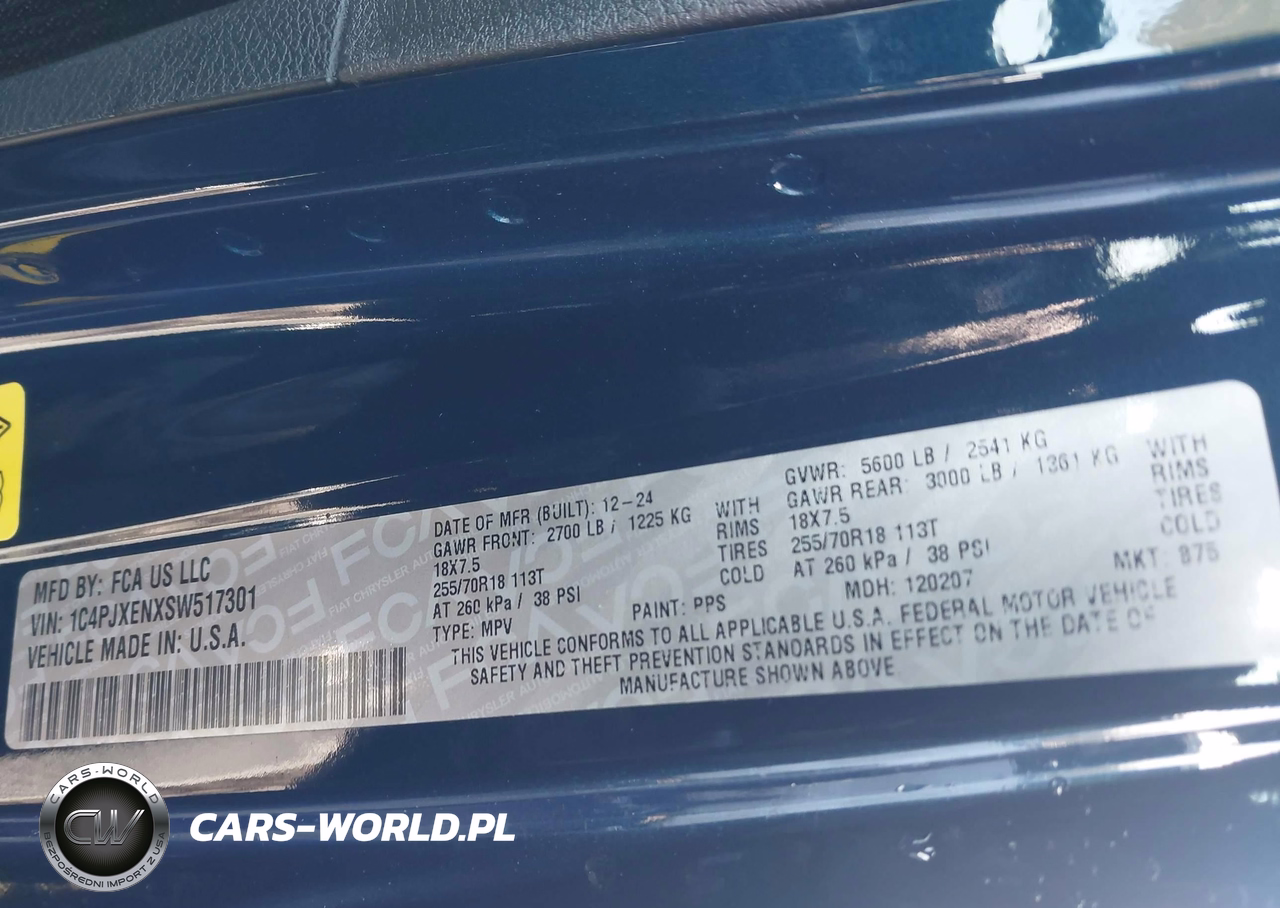 MFD BY: FCA US LLC
VIN: 1C4PJXENXSW517301
VEHICLE MADE IN: U.S.A.
DATE OF MFR (BUILT): 12-24
GAWR FRONT: 2700 LB / 1225 KG WITH
18X7.5 RIMS
255/70R18 113T TIRES
AT 260 kPa / 38 PSI COLD
TYPE: MPV
PAINT: PPS
GVWR: 5600 LB / 2541 KG
GAWR REAR: 3000 LB / 1361 KG WITH
18X7.5 RIMS
255/70R18 113T TIRES
AT 260 kPa / 38 PSI COLD
MDH: 120207
MKT: B75
THIS VEHICLE CONFORMS TO ALL APPLICABLE U.S.A. FEDERAL MOTOR VEHICLE
SAFETY AND THEFT PREVENTION STANDARDS IN EFFECT ON THE DATE OF
MANUFACTURE SHOWN ABOVE
CARS-WORLD
CW
BEZPOŚREDNI IMPORT Z USA
CARS-WORLD.PL